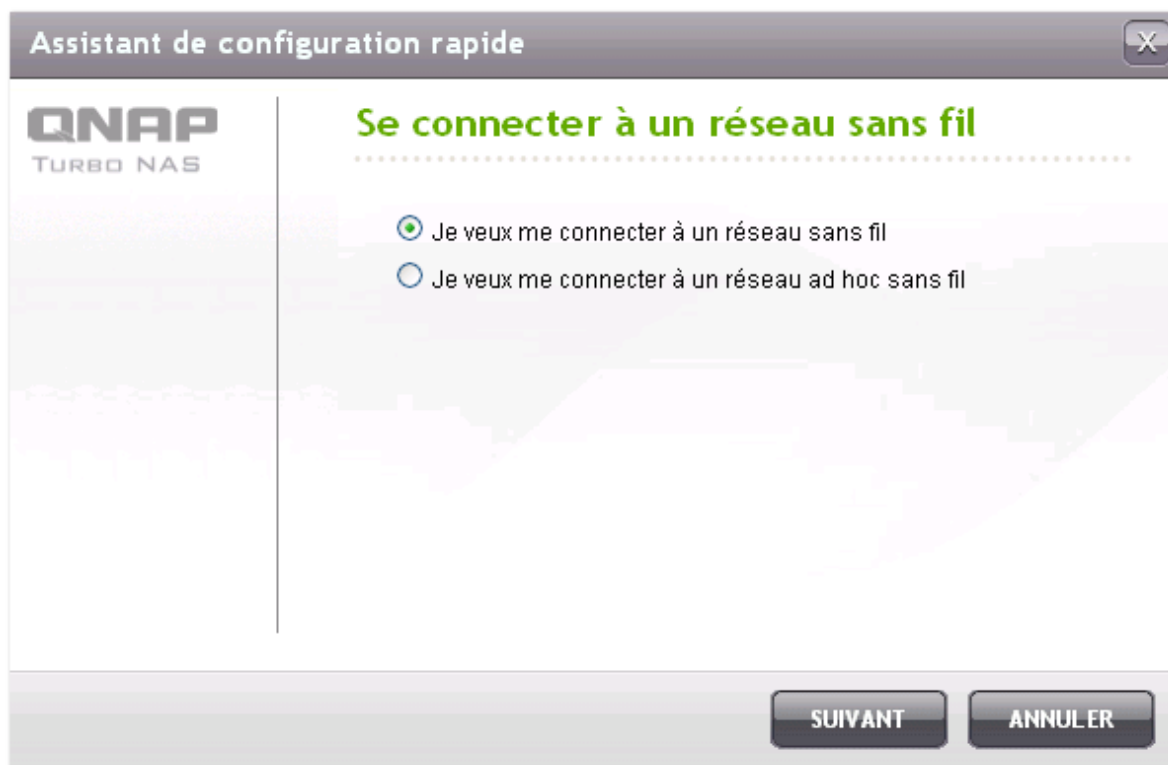 Assistant de configuration rapide
X
QNAP
TURBO NAS
Se connecter à un réseau sans fil
Je veux me connecter à un réseau sans fil
Je veux me connecter à un réseau ad hoc sans fil
SUIVANT
ANNULER